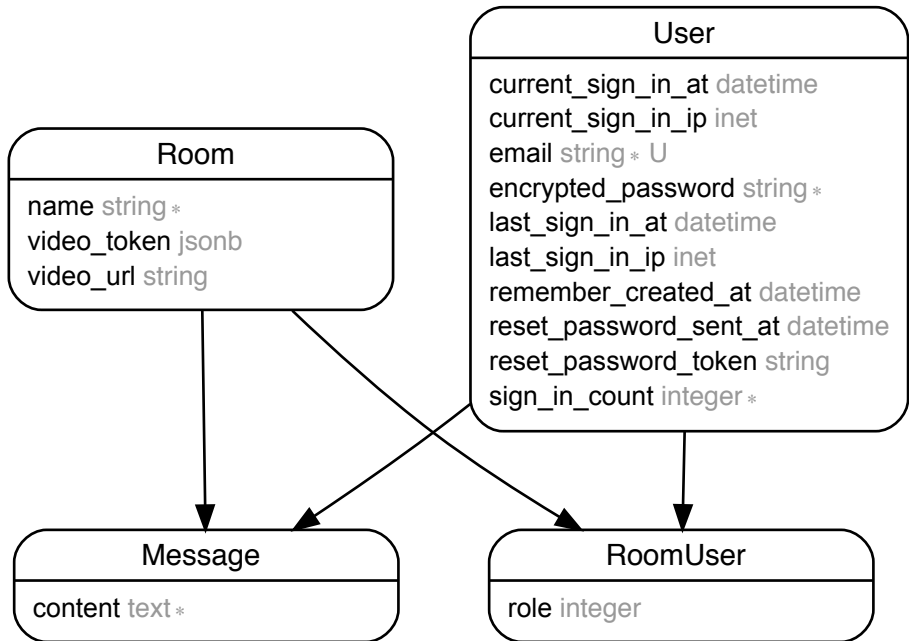 User
current_sign_in_at datetime
current_sign_in_ip inet
email string * U
encrypted_password string *
last_sign_in_at datetime
last_sign_in_ip inet
remember_created_at datetime
reset_password_sent_at datetime
reset_password_token string
sign_in_count integer *
Room
name string *
video_token jsonb
video_url string
Message
content text *
RoomUser
role integer